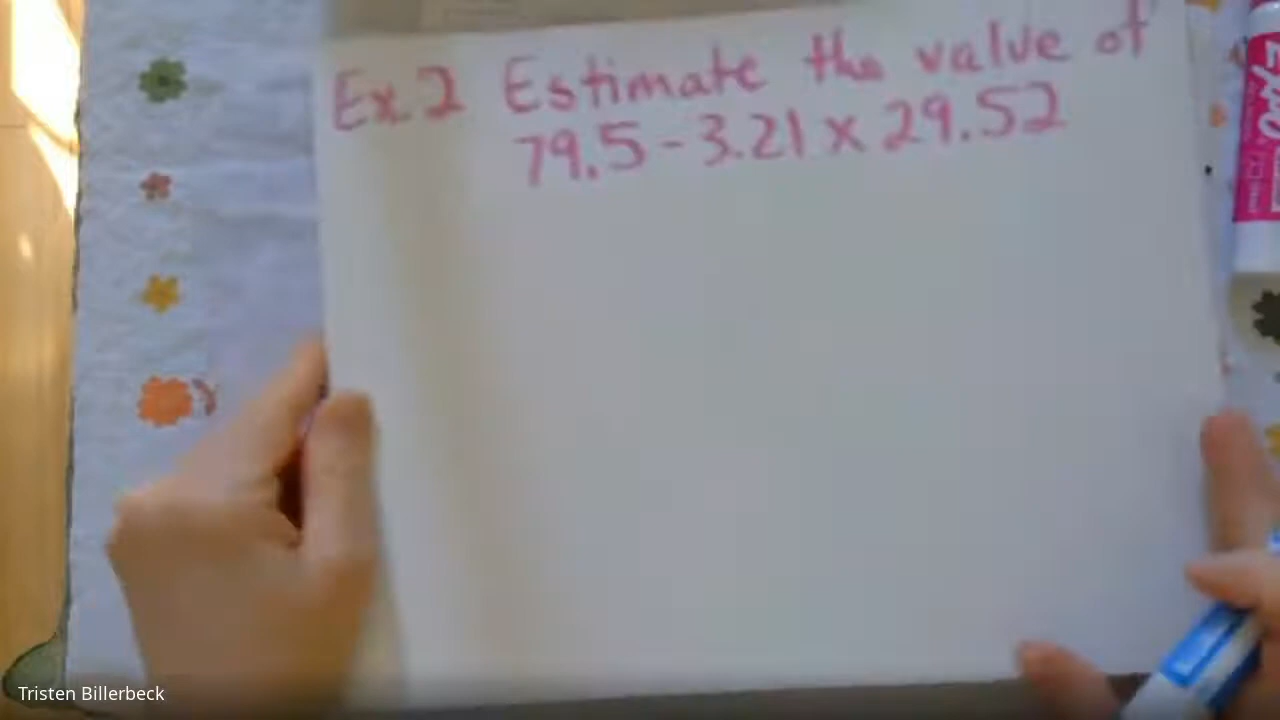 Ex. 2 Estimate the value of
79.5 - 3.21 x 29.52
Tristen Billerbeck